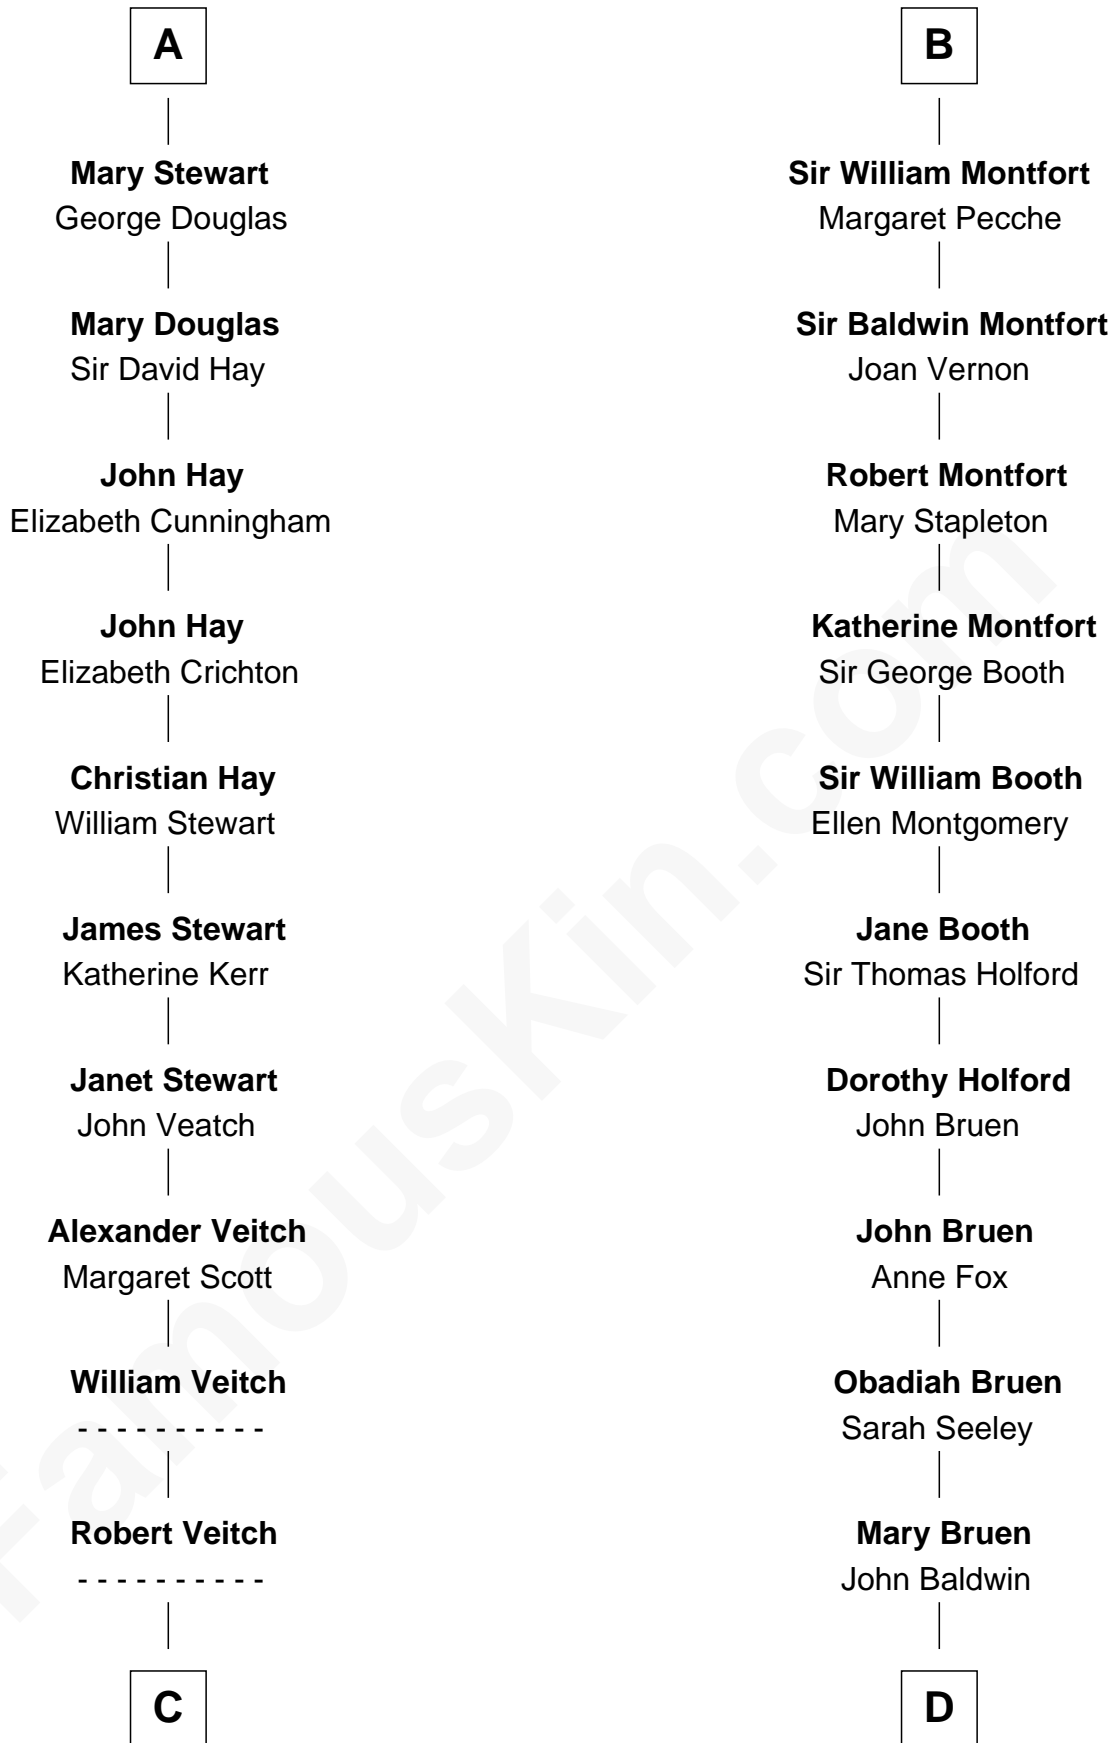 A
Mary Stewart
George Douglas
Mary Douglas
Sir David Hay
John Hay
Elizabeth Cunningham
John Hay
Elizabeth Crichton
Christian Hay
William Stewart
James Stewart
Katherine Kerr
Janet Stewart
John Veatch
Alexander Veitch
Margaret Scott
William Veitch
- - - - - - - - - -
Robert Veitch
- - - - - - - - - -
C
B
Sir William Montfort
Margaret Pecche
Sir Baldwin Montfort
Joan Vernon
Robert Montfort
Mary Stapleton
Katherine Montfort
Sir George Booth
Sir William Booth
Ellen Montgomery
Jane Booth
Sir Thomas Holford
Dorothy Holford
John Bruen
John Bruen
Anne Fox
Obadiah Bruen
Sarah Seeley
Mary Bruen
John Baldwin
D
FamousKin.com